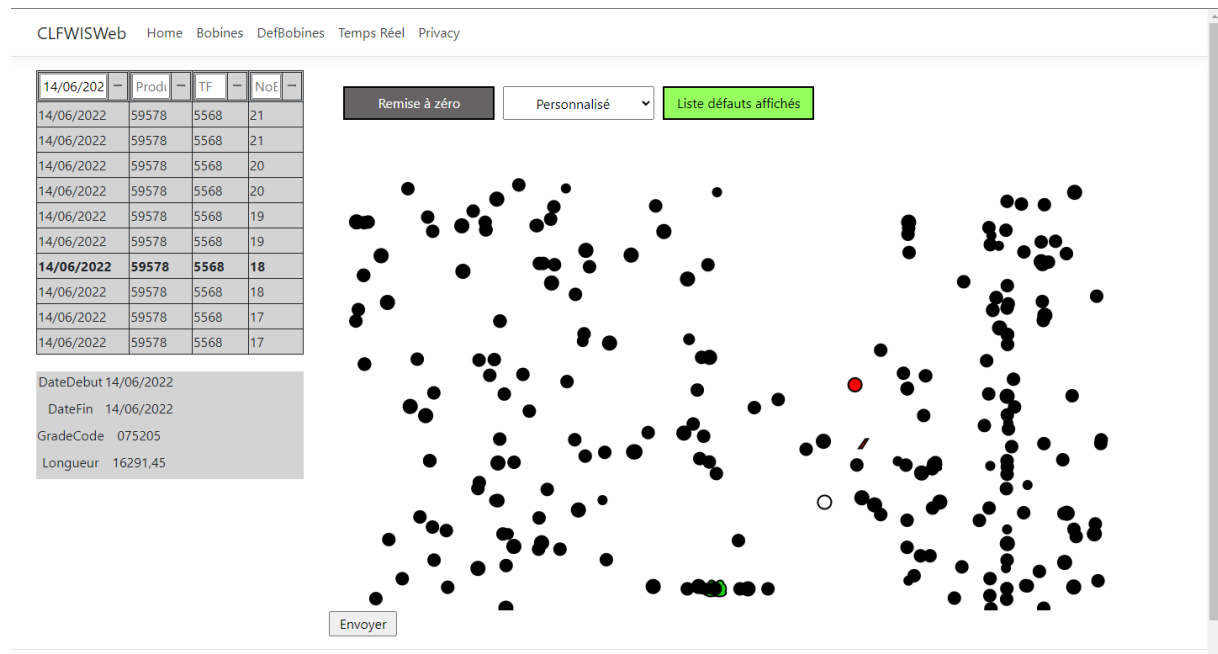 CLFWISWeb Home Bobines DefBobines Temps Réel Privacy
14/06/202 − Produ − TF − NoE −
Remise à zéro Personnalisé Liste défauts affichés
14/06/2022 59578 5568 21
14/06/2022 59578 5568 21
14/06/2022 59578 5568 20
14/06/2022 59578 5568 20
14/06/2022 59578 5568 19
14/06/2022 59578 5568 19
14/06/2022 59578 5568 18
14/06/2022 59578 5568 18
14/06/2022 59578 5568 17
14/06/2022 59578 5568 17
DateDebut 14/06/2022
DateFin 14/06/2022
GradeCode 075205
Longueur 16291,45
Envoyer